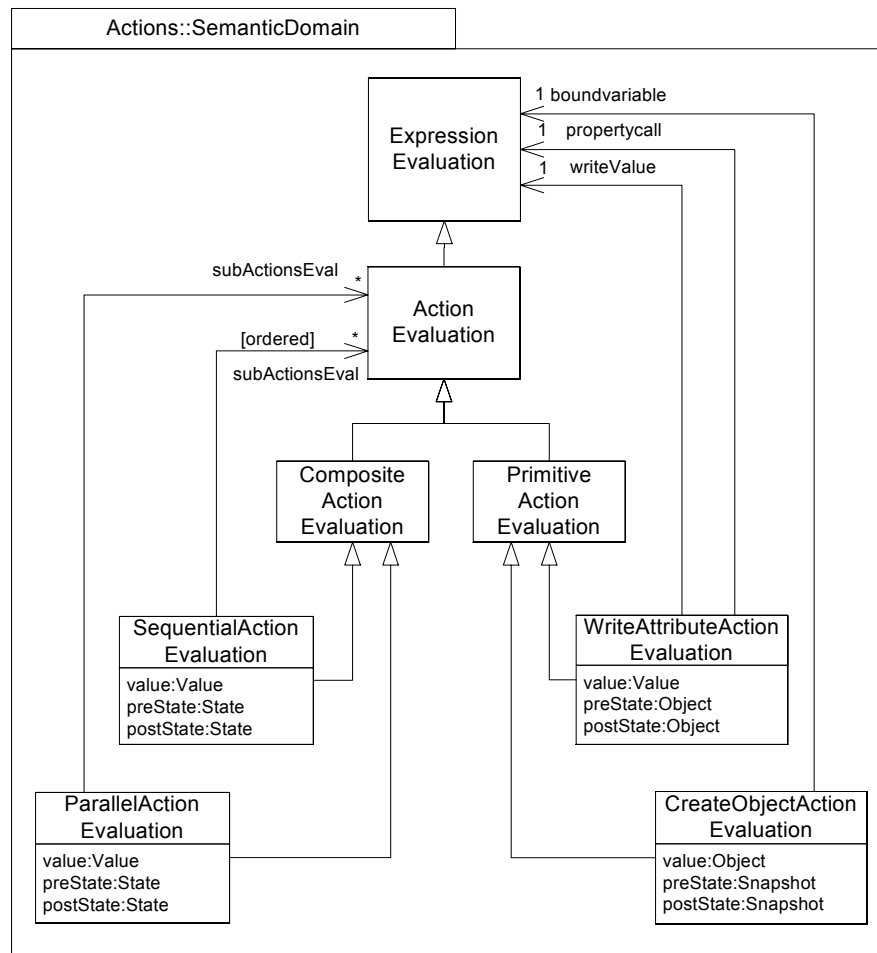 Actions::SemanticDomain
Expression
Evaluation
1 boundvariable
1 propertycall
1 writeValue
subActionsEval
*
Action
Evaluation
[ordered]
*
subActionsEval
Composite
Action
Evaluation
Primitive
Action
Evaluation
SequentialAction
Evaluation
value:Value
preState:State
postState:State
WriteAttributeAction
Evaluation
value:Value
preState:Object
postState:Object
ParallelAction
Evaluation
value:Value
preState:State
postState:State
CreateObjectAction
Evaluation
value:Object
preState:Snapshot
postState:Snapshot